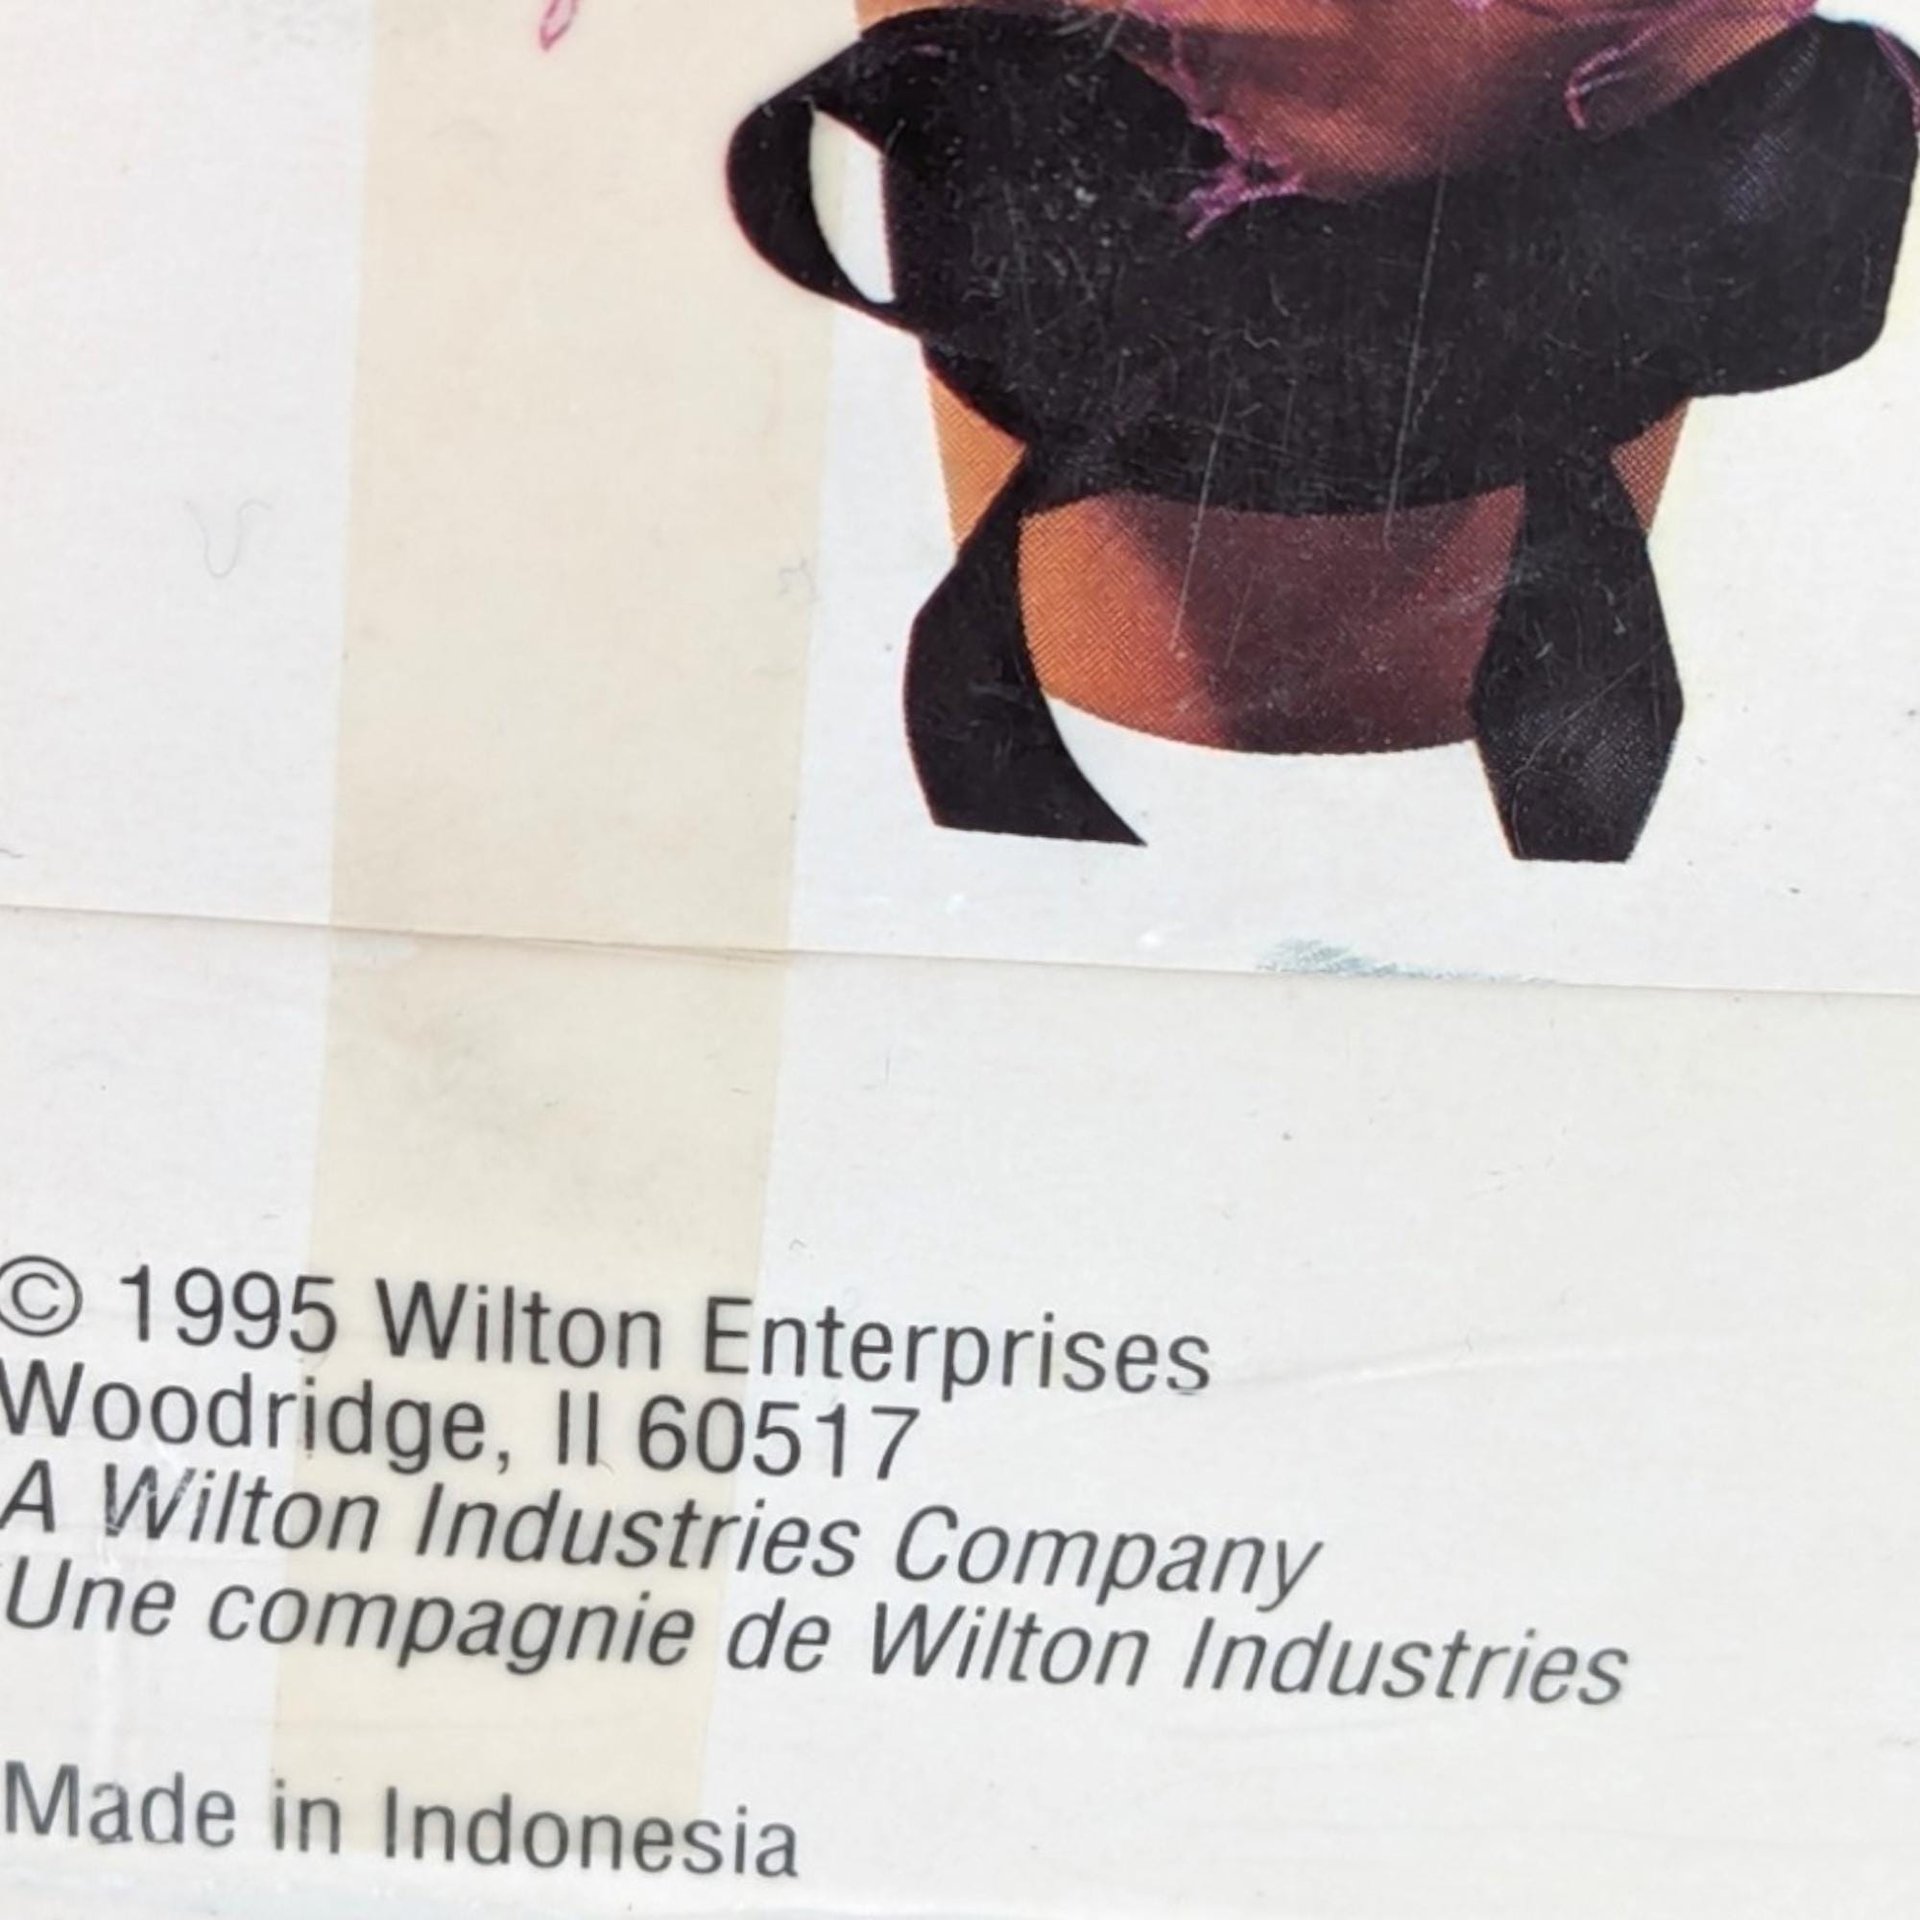 © 1995 Wilton Enterprises
Woodridge, Il 60517
A Wilton Industries Company
Une compagnie de Wilton Industries
Made in Indonesia